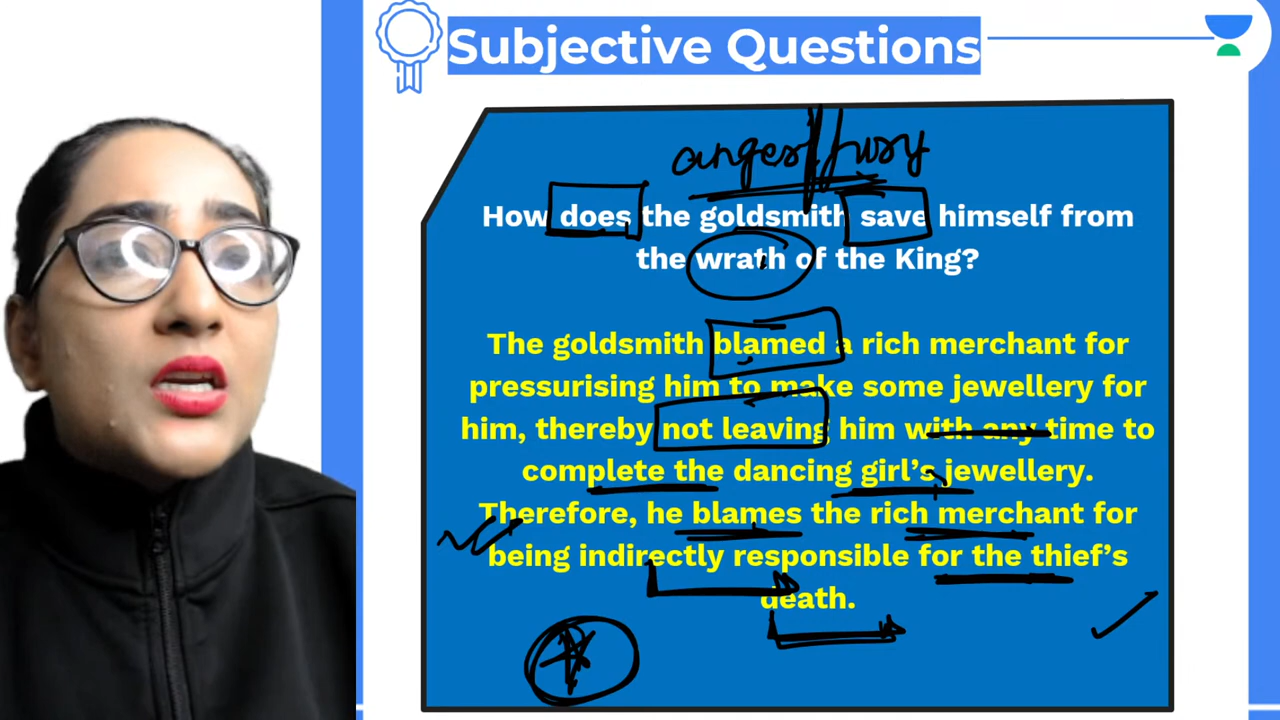 Subjective Questions
anger/fury
How does the goldsmith save himself from
the wrath of the King?
The goldsmith blamed a rich merchant for
pressurising him to make some jewellery for
him, thereby not leaving him with any time to
complete the dancing girl's jewellery.
Therefore, he blames the rich merchant for
being indirectly responsible for the thief's
death.